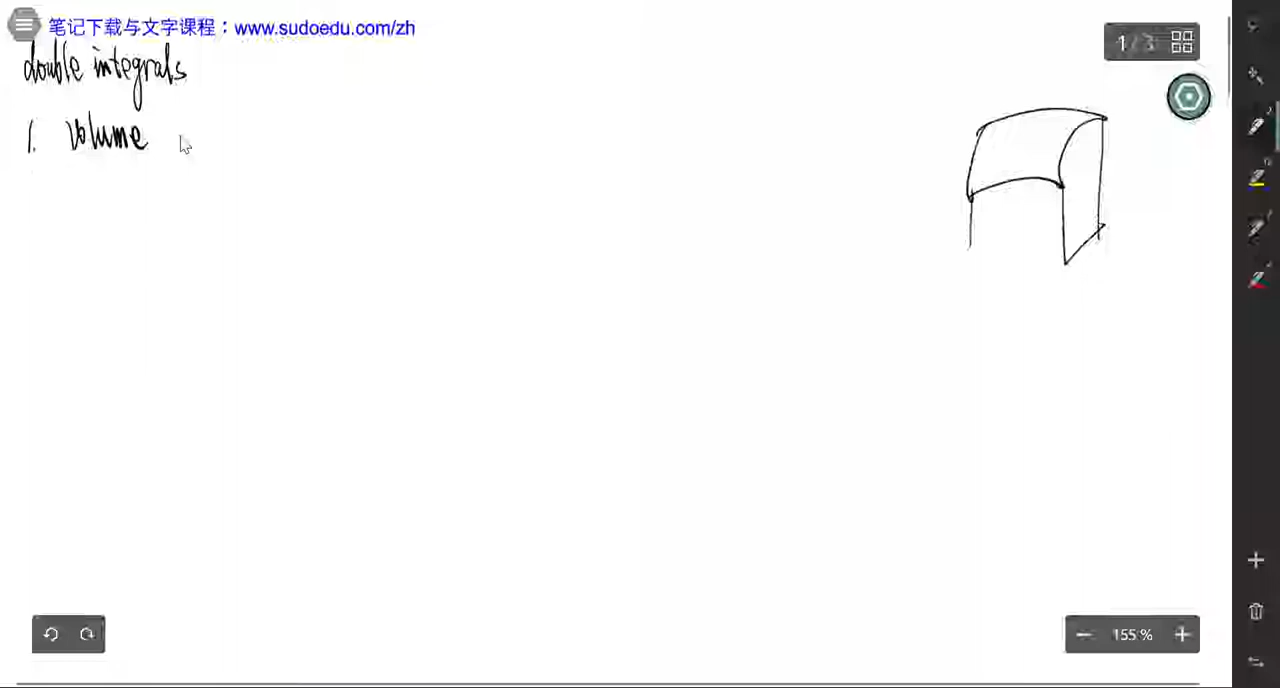 笔记下载与文字课程：www.sudoedu.com/zh
1 / 3
double integrals
1. volume
155 %